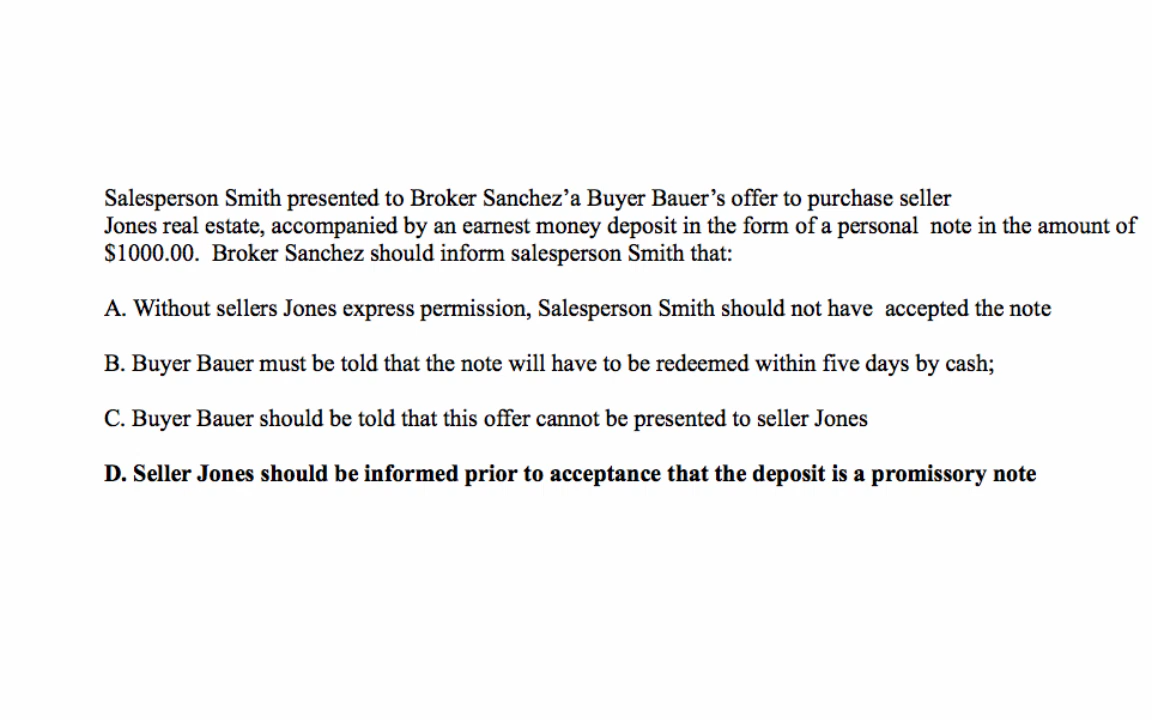 Salesperson Smith presented to Broker Sanchez’a Buyer Bauer’s offer to purchase seller
Jones real estate, accompanied by an earnest money deposit in the form of a personal  note in the amount of
$1000.00.  Broker Sanchez should inform salesperson Smith that:
A. Without sellers Jones express permission, Salesperson Smith should not have  accepted the note
B. Buyer Bauer must be told that the note will have to be redeemed within five days by cash;
C. Buyer Bauer should be told that this offer cannot be presented to seller Jones
D. Seller Jones should be informed prior to acceptance that the deposit is a promissory note